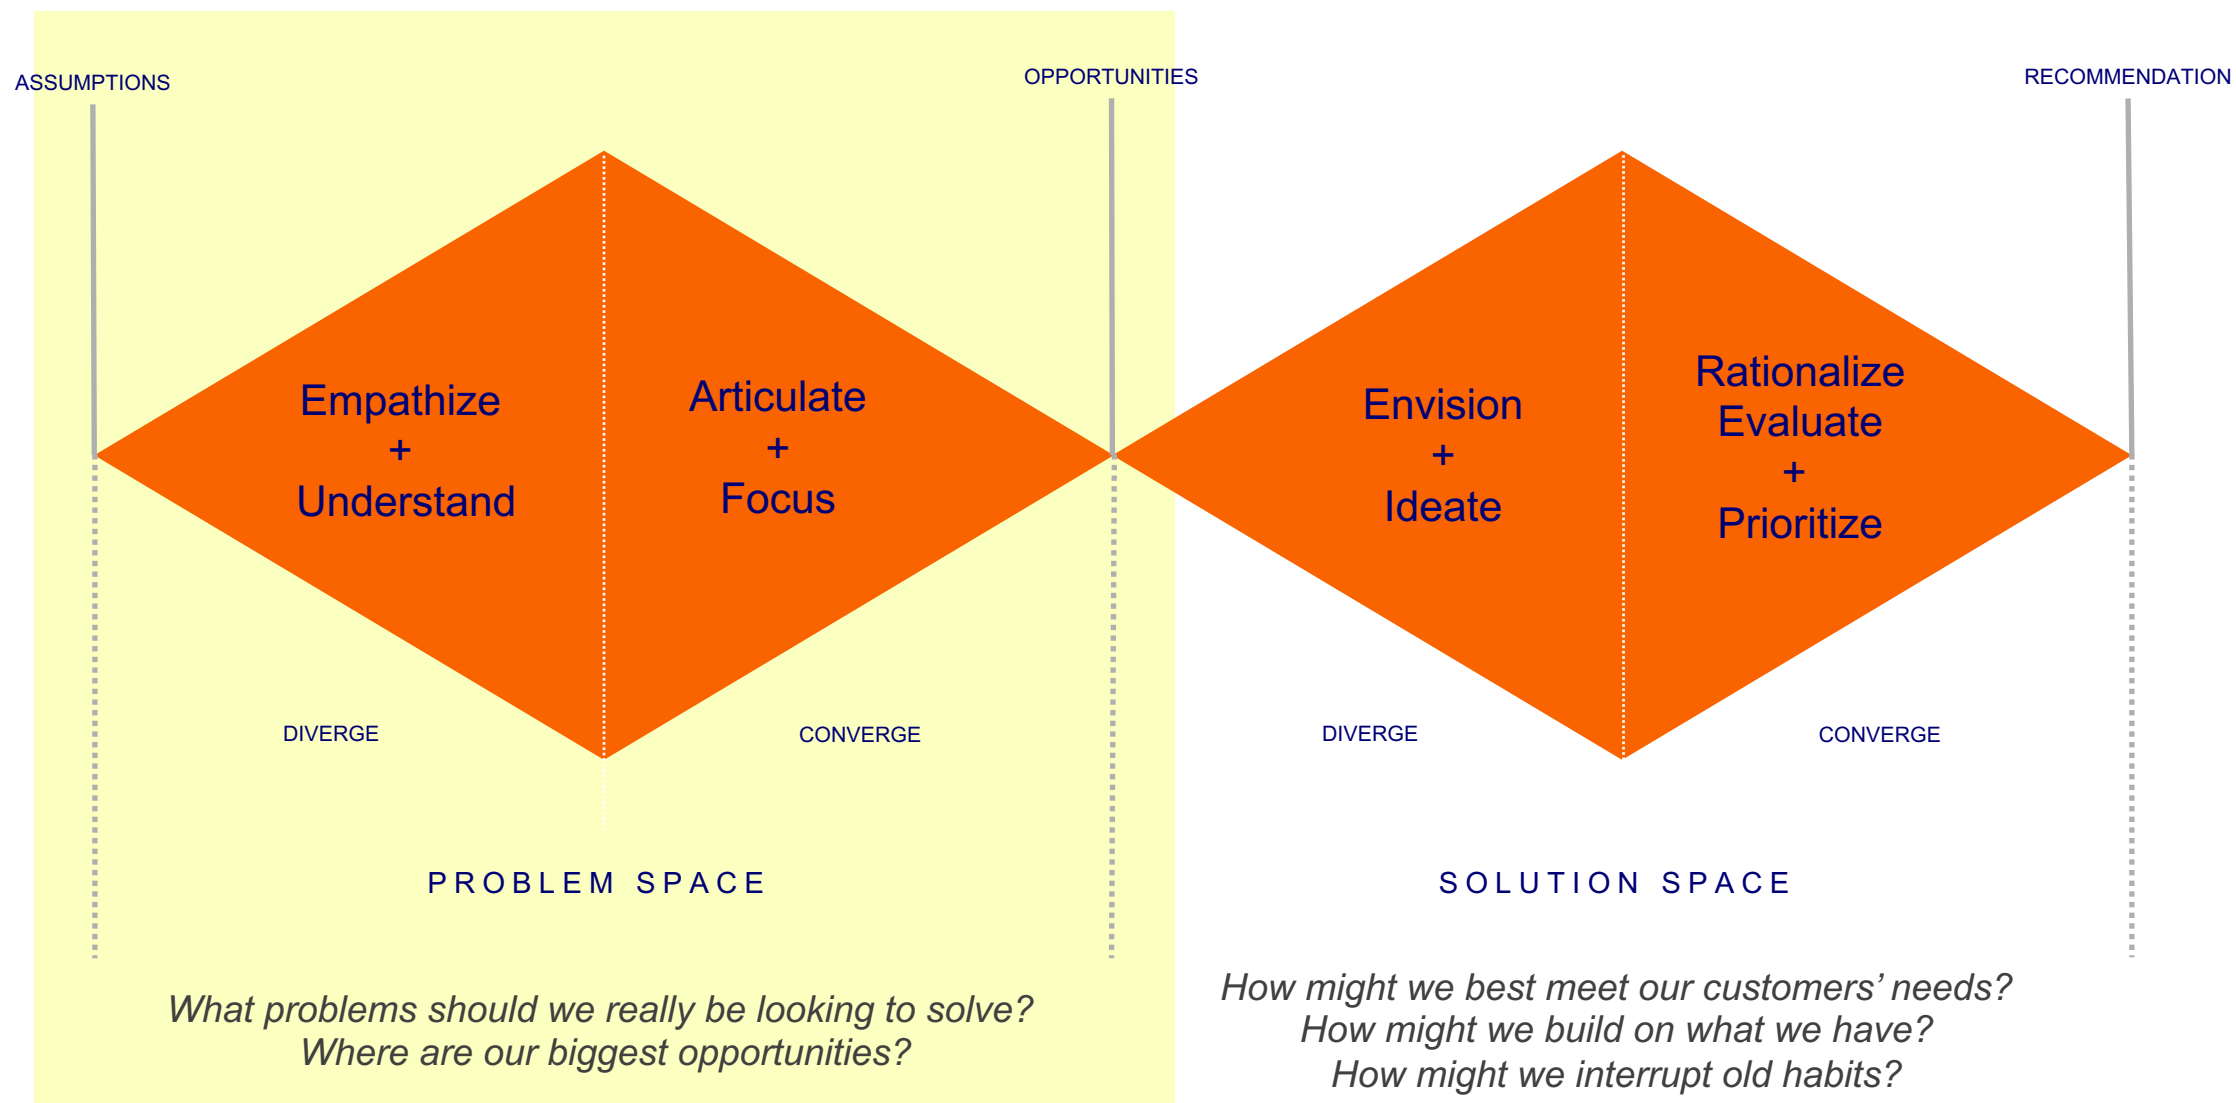 ASSUMPTIONS
OPPORTUNITIES
RECOMMENDATION
Empathize
+
Understand
Articulate
+
Focus
Envision
+
Ideate
Rationalize
Evaluate
+
Prioritize
DIVERGE
CONVERGE
DIVERGE
CONVERGE
PROBLEM SPACE
SOLUTION SPACE
What problems should we really be looking to solve?
Where are our biggest opportunities?
How might we best meet our customers’ needs?
How might we build on what we have?
How might we interrupt old habits?